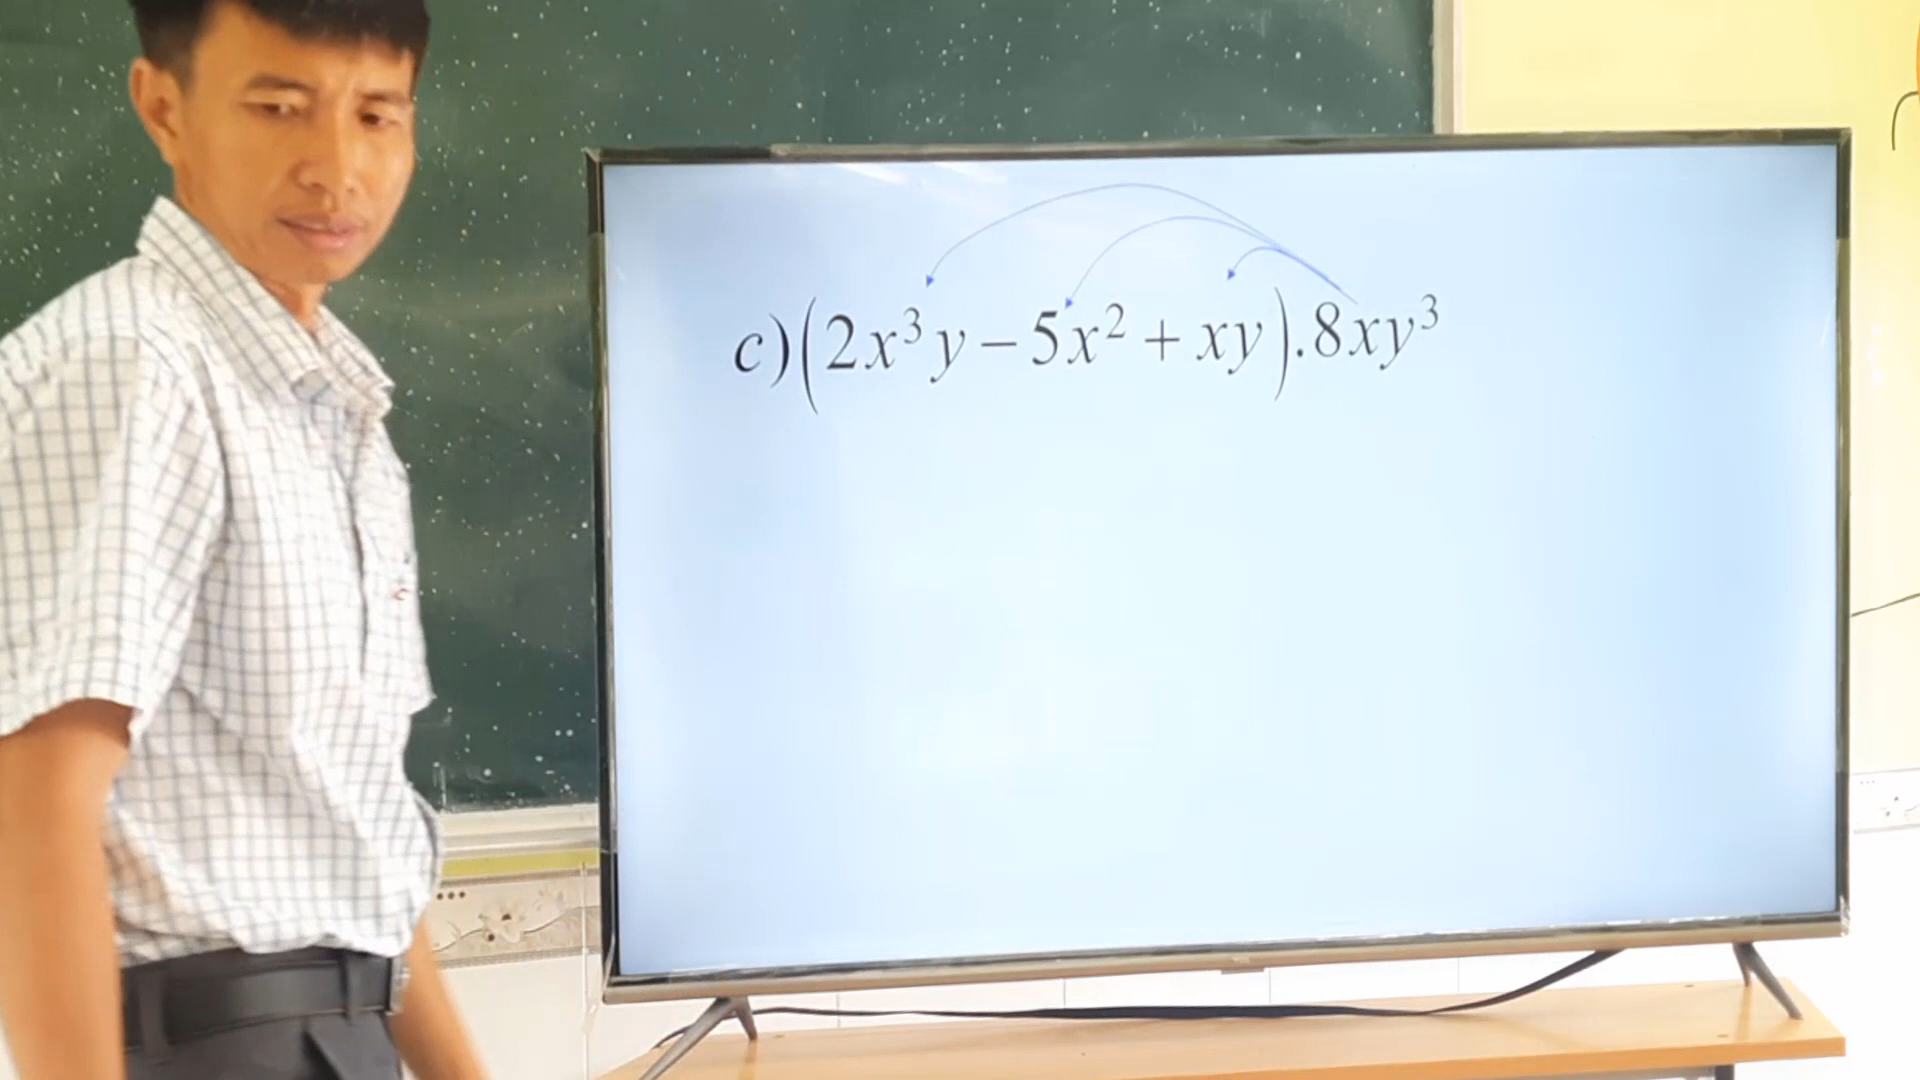 c) (2x³y – 5x² + xy).8xy³